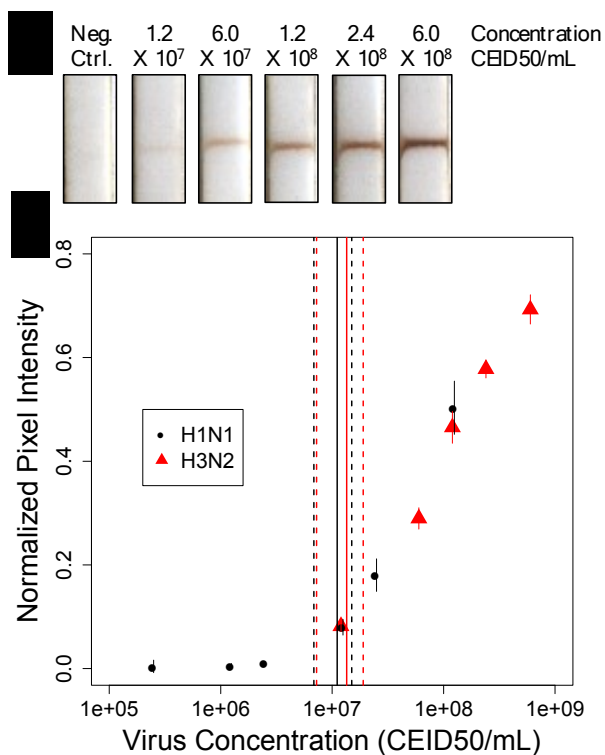 Neg. 1.2 6.0 1.2 2.4 6.0 Concentration
Ctrl. X 10⁷ X 10⁷ X 10⁸ X 10⁸ X 10⁸ CEID50/mL
0.8
0.6
0.4
0.2
0.0
Normalized Pixel Intensity
H1N1
H3N2
1e+05 1e+06 1e+07 1e+08 1e+09
Virus Concentration (CEID50/mL)